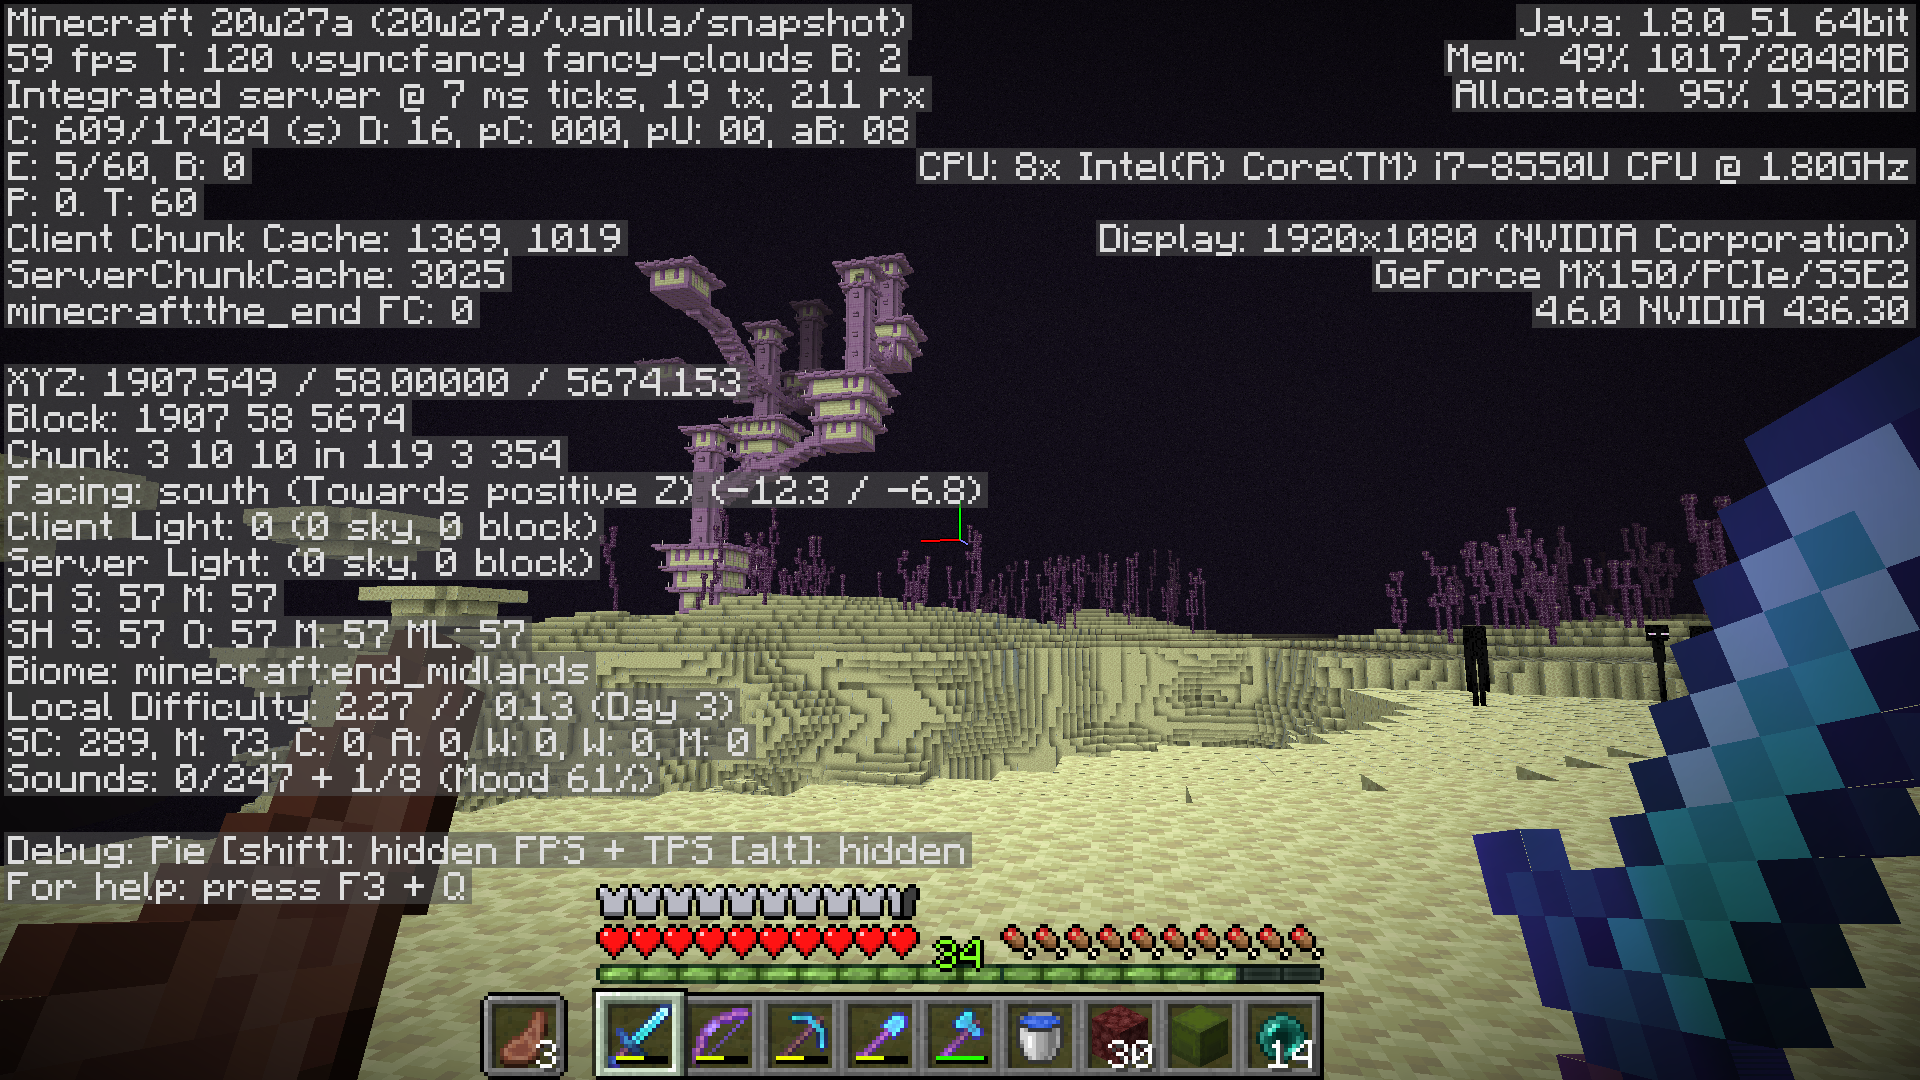 Minecraft 20w27a (20w27a/vanilla/snapshot)
59 fps T: 120 vsyncfancy fancy-clouds B: 2
Integrated server @ 7 ms ticks, 19 tx, 211 rx
C: 609/17424 (s) D: 16, pC: 000, pU: 00, aB: 08
E: 5/60, B: 0
P: 0. T: 60
Client Chunk Cache: 1369, 1019
ServerChunkCache: 3025
minecraft:the_end FC: 0
XYZ: 1907.549 / 58.00000 / 5674.153
Block: 1907 58 5674
Chunk: 3 10 10 in 119 3 354
Facing: south (Towards positive Z) (-12.3 / -6.8)
Client Light: 0 (0 sky, 0 block)
Server Light: (0 sky, 0 block)
CH S: 57 M: 57
SH S: 57 O: 57 M: 57 ML: 57
Biome: minecraft:end_midlands
Local Difficulty: 2.27 // 0.13 (Day 3)
SC: 289, M: 73, C: 0, A: 0, W: 0, W: 0, M: 0
Sounds: 0/247 + 1/8 (Mood 61%)
Debug: Pie [shift]: hidden FPS + TPS [alt]: hidden
For help: press F3 + Q
Java: 1.8.0_51 64bit
Mem: 49% 1017/2048MB
Allocated: 95% 1952MB
CPU: 8x Intel(R) Core(TM) i7-8550U CPU @ 1.80GHz
Display: 1920x1080 (NVIDIA Corporation)
GeForce MX150/PCIe/SSE2
4.6.0 NVIDIA 436.30
34
3
30
14